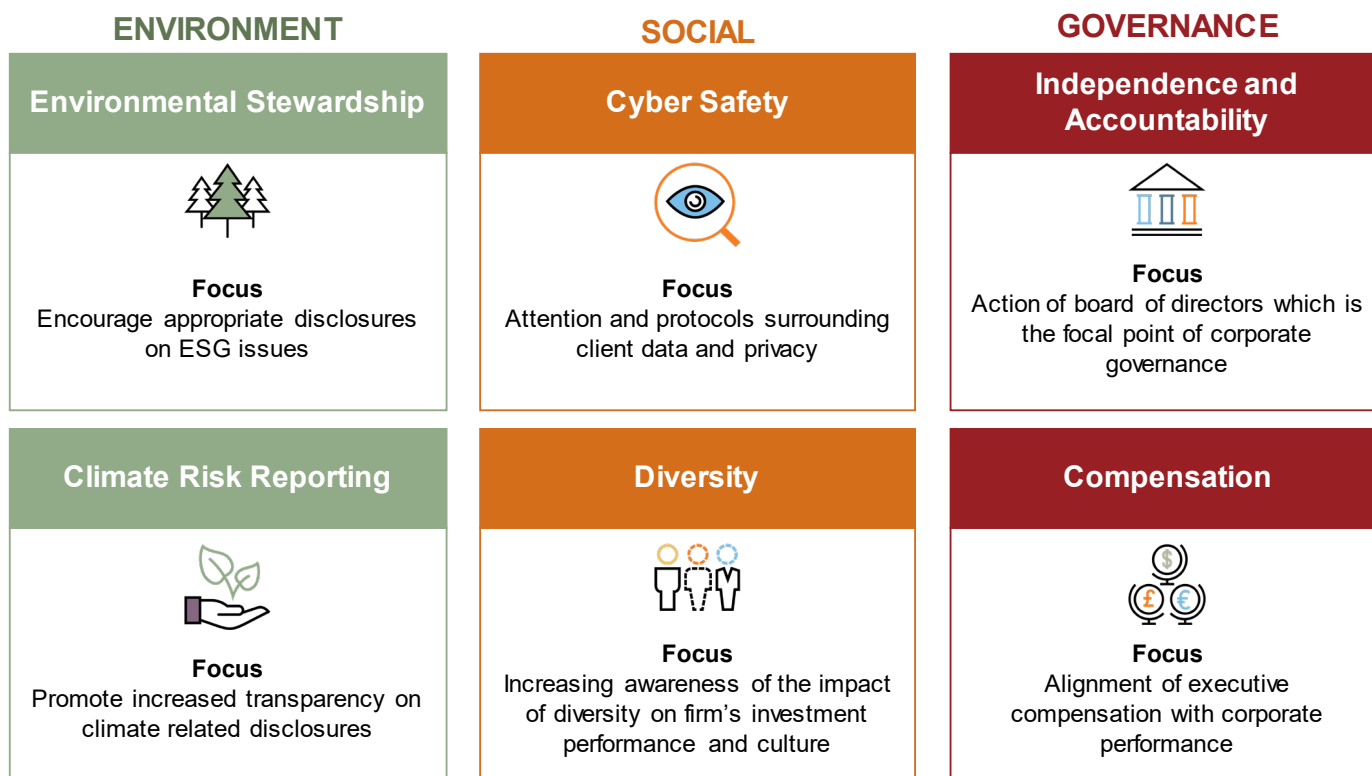 ENVIRONMENT
Environmental Stewardship
Focus
Encourage appropriate disclosures
on ESG issues
Climate Risk Reporting
Focus
Promote increased transparency on
climate related disclosures
SOCIAL
Cyber Safety
Focus
Attention and protocols surrounding
client data and privacy
Diversity
Focus
Increasing awareness of the impact
of diversity on firm's investment
performance and culture
GOVERNANCE
Independence and
Accountability
Focus
Action of board of directors which is
the focal point of corporate
governance
Compensation
$
£
€
Focus
Alignment of executive
compensation with corporate
performance